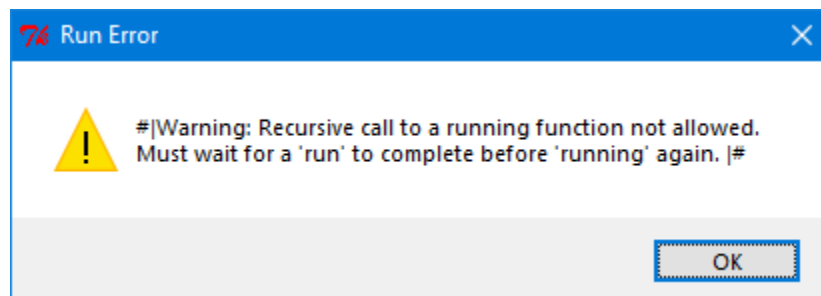 Run Error
#|Warning: Recursive call to a running function not allowed.
Must wait for a 'run' to complete before 'running' again. |#
OK